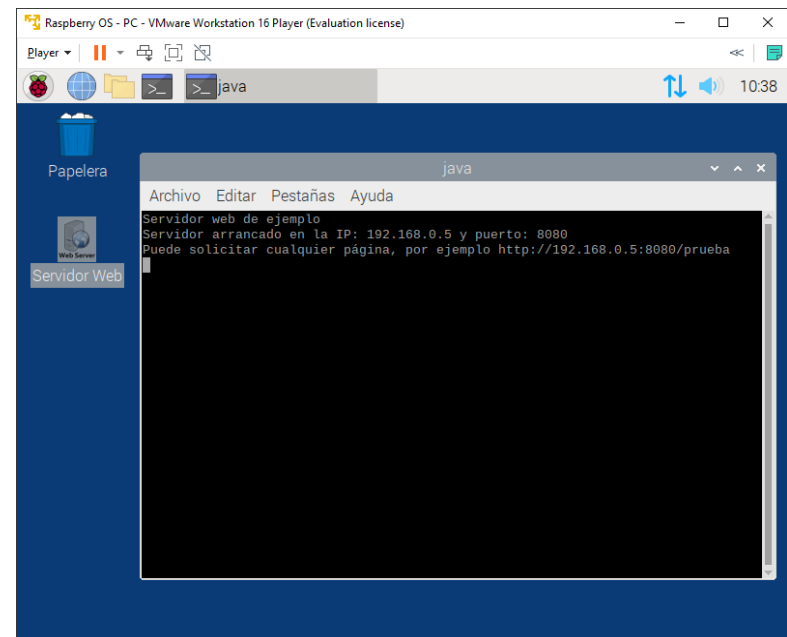 Raspberry OS - PC - VMware Workstation 16 Player (Evaluation license)
Player
java
10:38
Papelera
java
Archivo Editar Pestañas Ayuda
Servidor web de ejemplo
Servidor arrancado en la IP: 192.168.0.5 y puerto: 8080
Puede solicitar cualquier página, por ejemplo http://192.168.0.5:8080/prueba
Web Server
Servidor Web